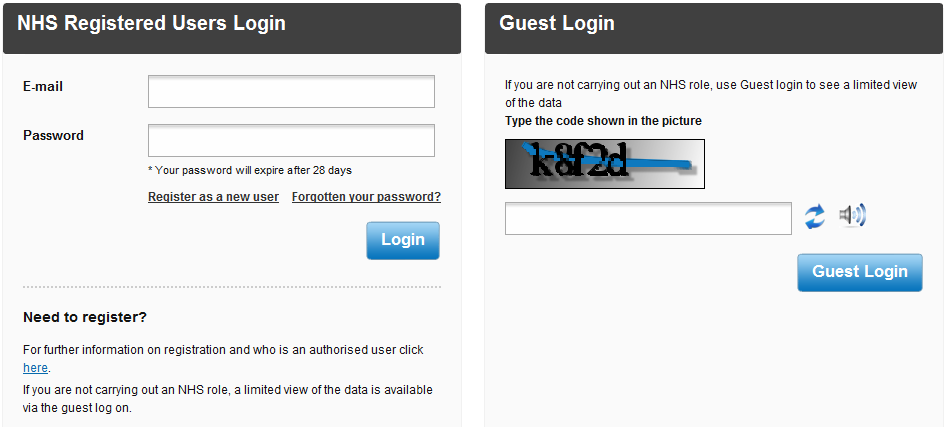 NHS Registered Users Login
E-mail
Password
* Your password will expire after 28 days
Register as a new user Forgotten your password?
Login
Need to register?
For further information on registration and who is an authorised user click
here.
If you are not carrying out an NHS role, a limited view of the data is available
via the guest log on.
Guest Login
If you are not carrying out an NHS role, use Guest login to see a limited view
of the data
Type the code shown in the picture
k8f2d
Guest Login